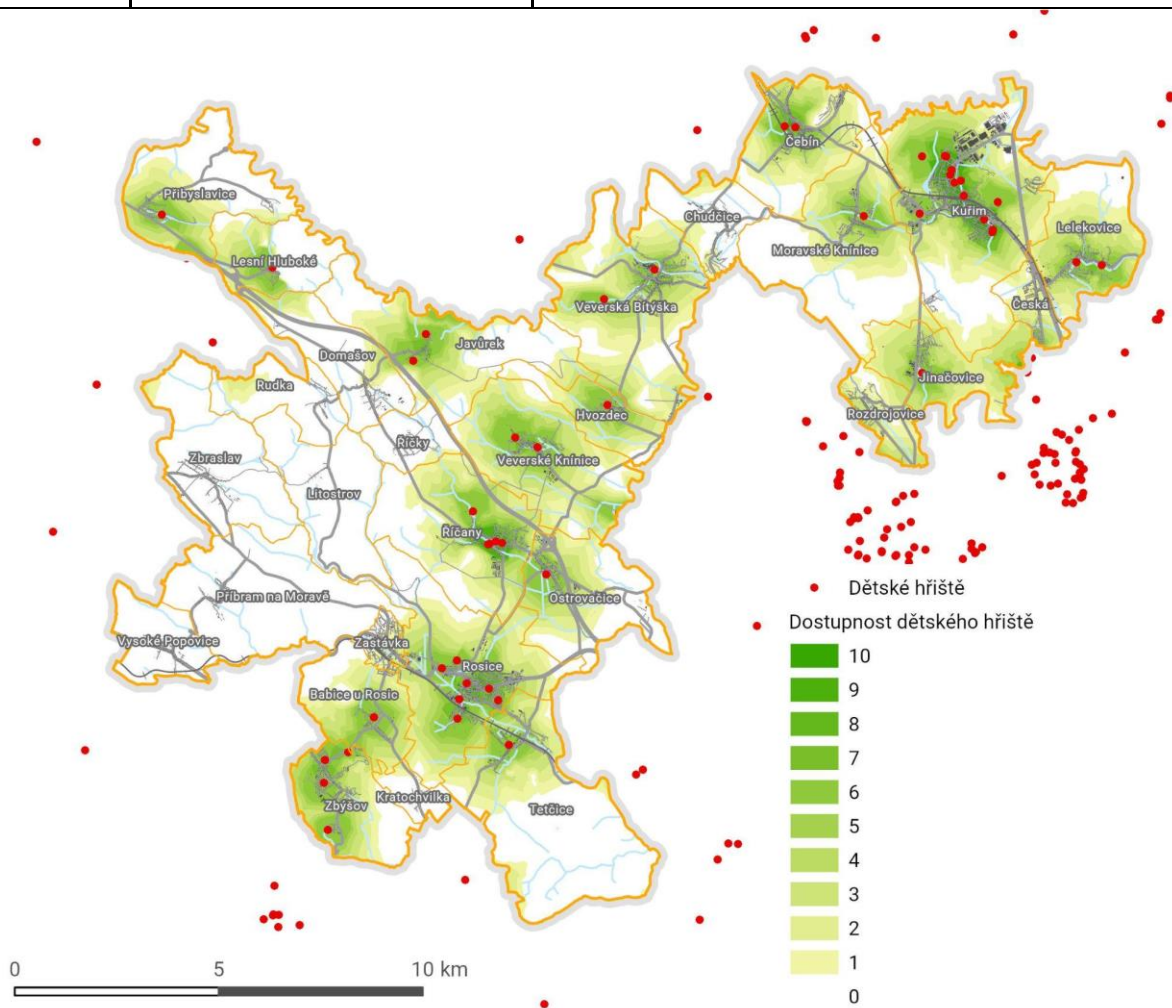 Čebín
Přibyslavice
Kuřim
Chudčice
Lelekovice
Moravské Knínice
Lesní Hluboké
Česká
Veverská Bítýška
Javůrek
Domašov
Jinačovice
Rudka
Hvozdec
Rozdrojovice
Říčky
Zbraslav
Veverské Knínice
Litostrov
Říčany
Dětské hřiště
Příbram na Moravě
Ostrovačice
Dostupnost dětského hřiště
Vysoké Popovice
Zastávka
10
Rosice
9
Babice u Rosic
8
7
6
Kratochvilka
Zbýšov
Tetčice
5
4
3
2
1
0
0 5 10 km